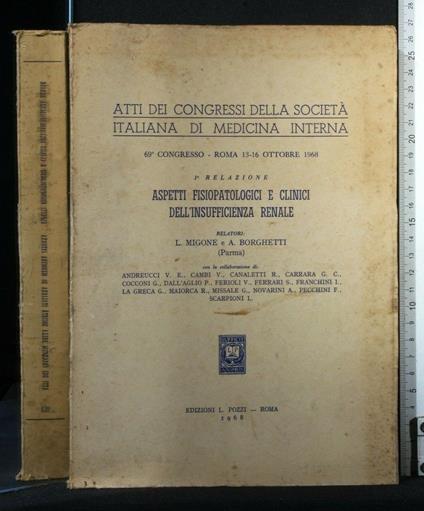 ATTI DEI CONGRESSI DELLA SOCIETÀ
ITALIANA DI MEDICINA INTERNA
69° CONGRESSO - ROMA 13-16 OTTOBRE 1968
1ª RELAZIONE
ASPETTI FISIOPATOLOGICI E CLINICI
DELL'INSUFFICIENZA RENALE
RELATORI:
L. MIGONE e A. BORGHETTI
(Parma)
con la collaborazione di:
ANDREUCCI V. E., CAMBI V., CANALETTI R., CARRARA G. C.,
COCCONI G., DALL'AGLIO P., FERIOLI V., FERRARI S., FRANCHINI I.,
LA GRECA G., MAIORCA R., MISSALE G., NOVARINI A., PECCHINI F.,
SCARPIONI L.
EDIZIONI L. POZZI — ROMA
1968